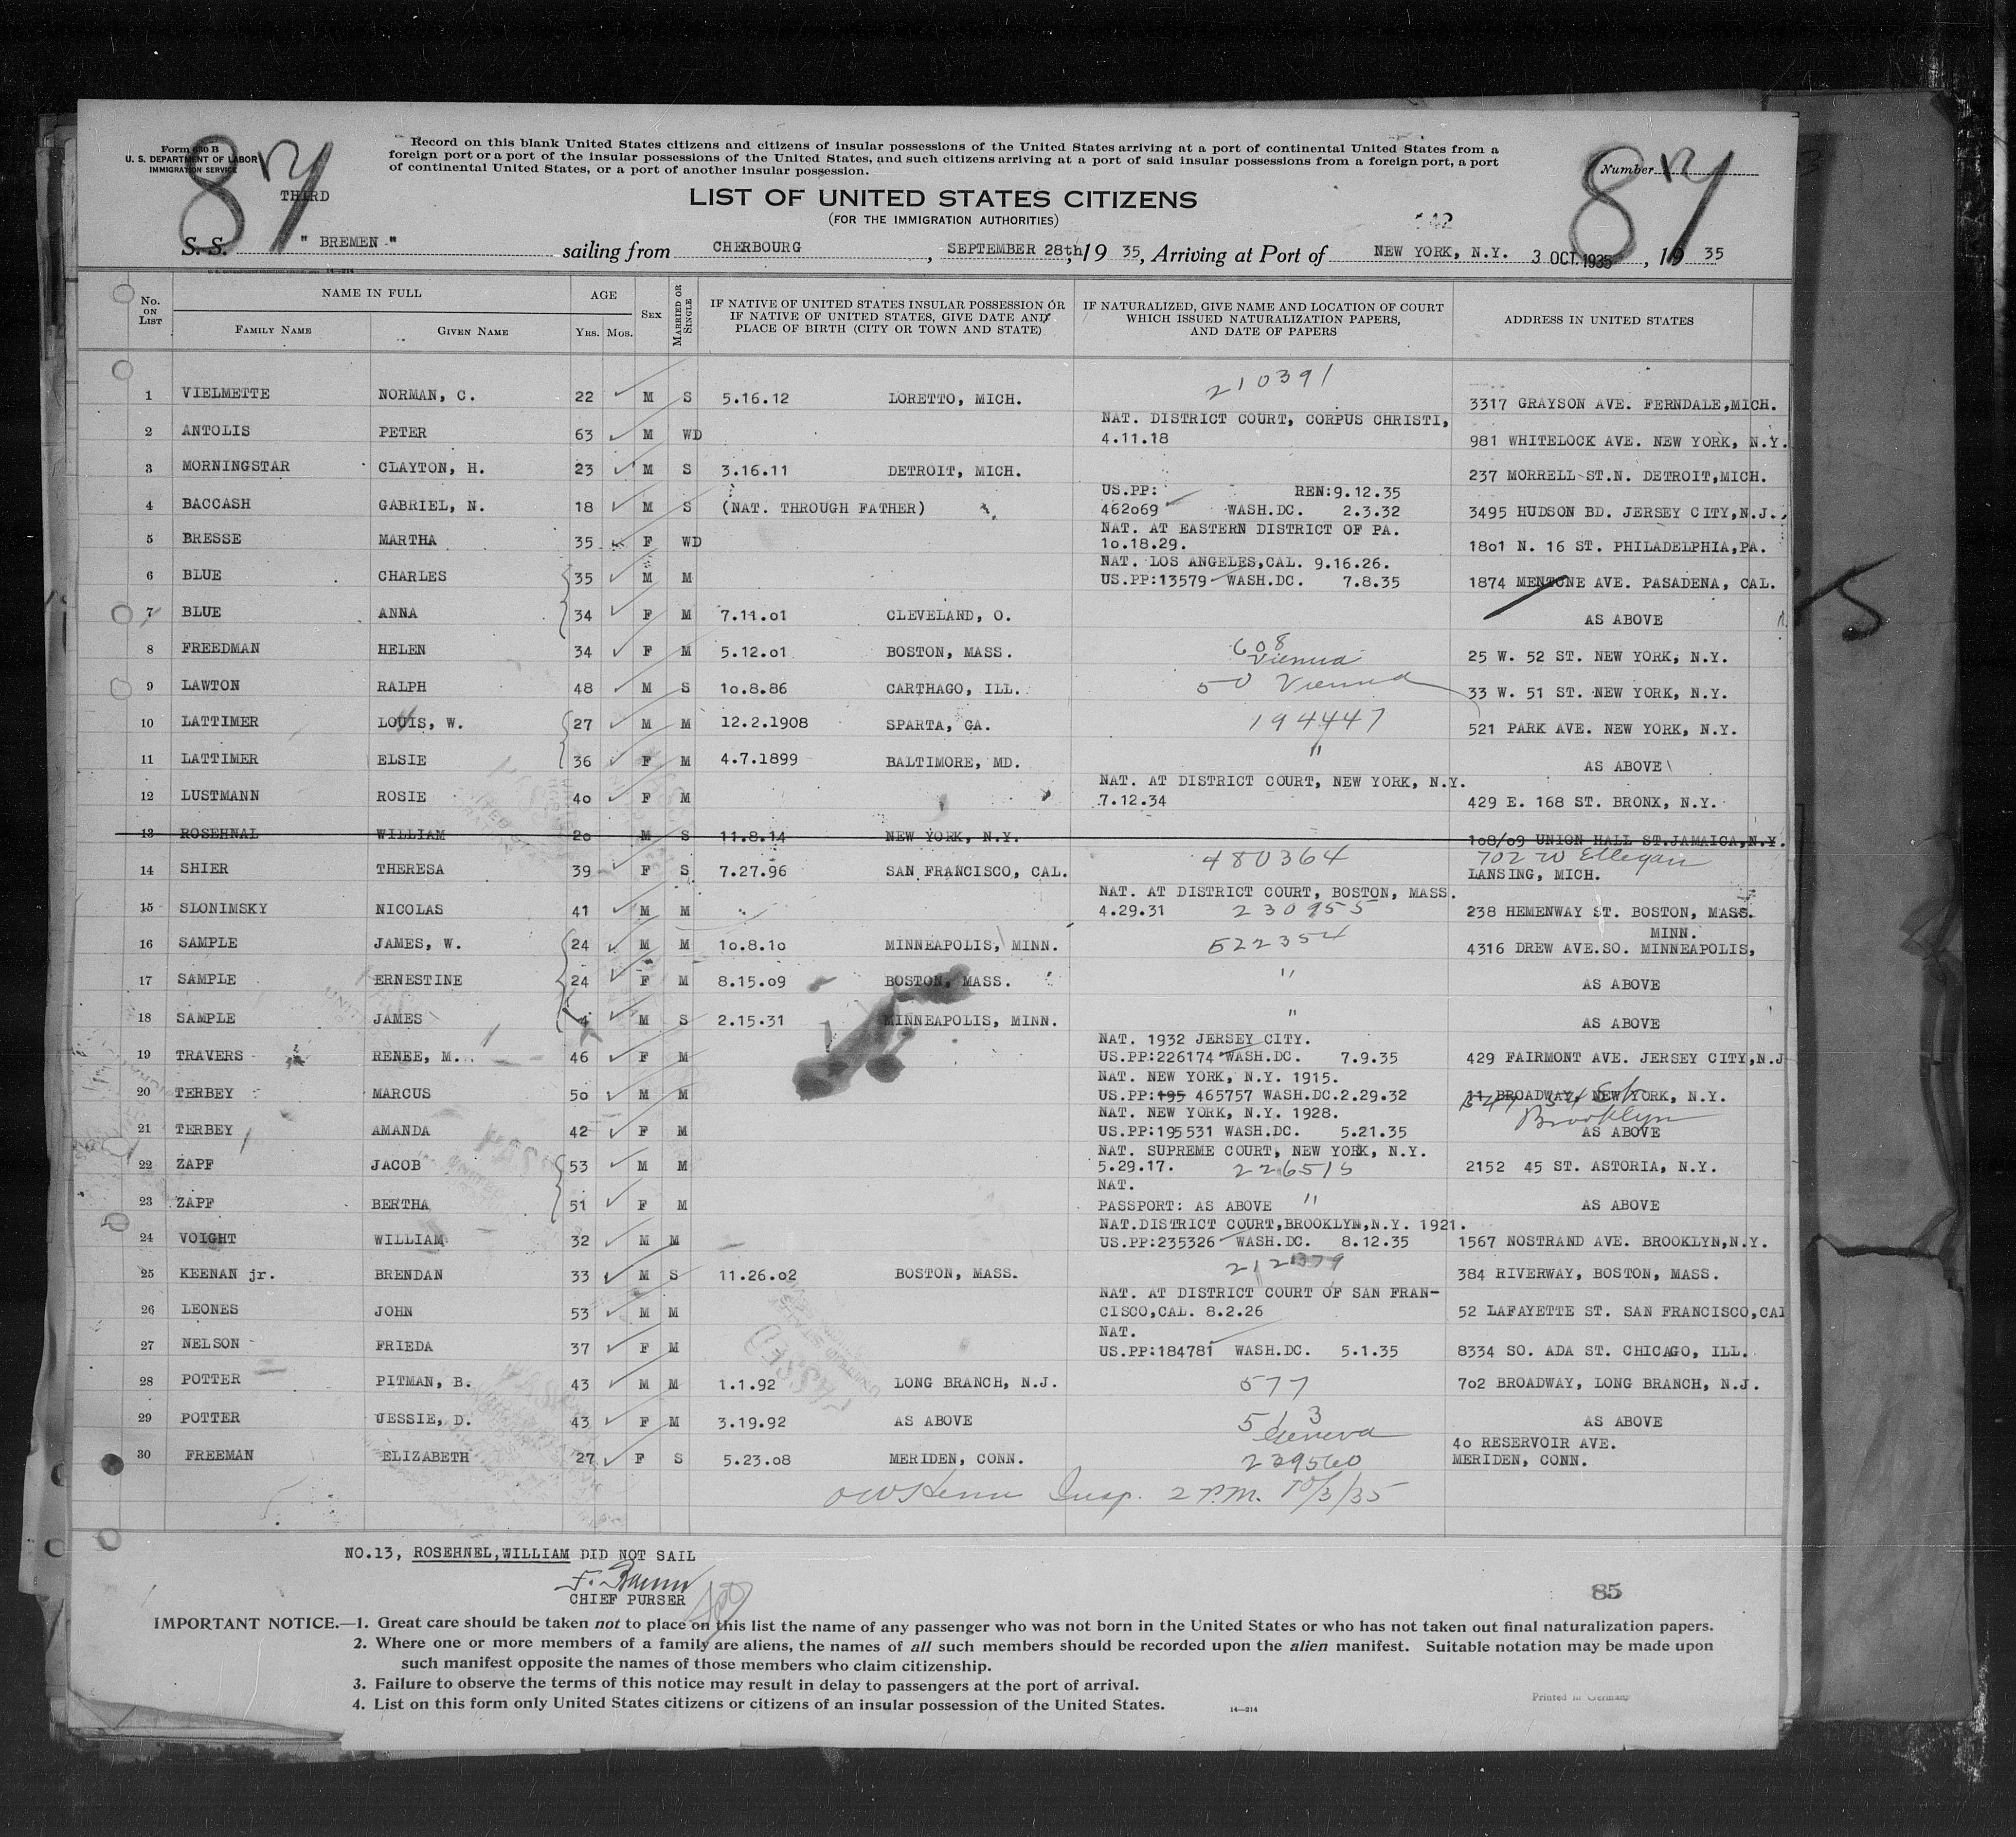 Form 630 B
U. S. DEPARTMENT OF LABOR
IMMIGRATION SERVICE
THIRD
87
Record on this blank United States citizens and citizens of insular possessions of the United States arriving at a port of continental United States from a
foreign port or a port of the insular possessions of the United States, and such citizens arriving at a port of said insular possessions from a foreign port, a port
of continental United States, or a port of another insular possession.
Number
87
LIST OF UNITED STATES CITIZENS
(FOR THE IMMIGRATION AUTHORITIES)
142
S. S. " BREMEN " sailing from CHERBOURG, SEPTEMBER 28th, 19 35, Arriving at Port of NEW YORK, N.Y. 3 OCT. 1935, 19 35
No. ON LIST NAME IN FULL AGE SEX MARRIED OR SINGLE IF NATIVE OF UNITED STATES INSULAR POSSESSION OR IF NATIVE OF UNITED STATES, GIVE DATE AND PLACE OF BIRTH (CITY OR TOWN AND STATE) IF NATURALIZED, GIVE NAME AND LOCATION OF COURT WHICH ISSUED NATURALIZATION PAPERS, AND DATE OF PAPERS ADDRESS IN UNITED STATES
FAMILY NAME GIVEN NAME YRS. MOS.
1 VIELMETTE NORMAN, C. 22 M S 5.16.12 LORETTO, MICH. 210391 3317 GRAYSON AVE. FERNDALE,MICH.
NAT. DISTRICT COURT, CORPUS CHRISTI,
2 ANTOLIS PETER 63 M WD 4.11.18 981 WHITELOCK AVE. NEW YORK, N.Y.
3 MORNINGSTAR CLAYTON, H. 23 M S 3.16.11 DETROIT, MICH. 237 MORRELL ST.N. DETROIT,MICH.
US.PP: REN:9.12.35
4 BACCASH GABRIEL, N. 18 M S (NAT. THROUGH FATHER) 462069 WASH.DC. 2.3.32 3495 HUDSON BD. JERSEY CITY,N.J.
NAT. AT EASTERN DISTRICT OF PA.
5 BRESSE MARTHA 35 F WD 10.18.29. 1801 N. 16 ST. PHILADELPHIA,PA.
NAT. LOS ANGELES,CAL. 9.16.26.
6 BLUE CHARLES 35 M M US.PP:13579 WASH.DC. 7.8.35 1874 MENTONE AVE. PASADENA, CAL.
7 BLUE ANNA 34 F M 7.11.01 CLEVELAND, O. AS ABOVE
8 FREEDMAN HELEN 34 F M 5.12.01 BOSTON, MASS. 608 Vienna 25 W. 52 ST. NEW YORK, N.Y.
9 LAWTON RALPH 48 M S 10.8.86 CARTHAGO, ILL. 50 Vienna 33 W. 51 ST. NEW YORK, N.Y.
10 LATTIMER LOUIS, W. 27 M M 12.2.1908 SPARTA, GA. 194447 521 PARK AVE. NEW YORK, N.Y.
11 LATTIMER ELSIE 36 F M 4.7.1899 BALTIMORE, MD. " AS ABOVE
NAT. AT DISTRICT COURT, NEW YORK, N.Y.
12 LUSTMANN ROSIE 40 F M 7.12.34 429 E. 168 ST. BRONX, N.Y.
13 ROSEHNAL WILLIAM 20 M S 11.8.14 NEW YORK, N.Y. 108/09 UNION HALL ST.JAMAICA,N.Y.
480364 702 W
14 SHIER THERESA 39 F S 7.27.96 SAN FRANCISCO, CAL. LANSING, MICH.
NAT. AT DISTRICT COURT, BOSTON, MASS.
15 SLONIMSKY NICOLAS 41 M M 4.29.31 230955 238 HEMENWAY ST. BOSTON, MASS.
MINN.
16 SAMPLE JAMES, W. 24 M M 10.8.10 MINNEAPOLIS, MINN. 522354 4316 DREW AVE.SO. MINNEAPOLIS,
17 SAMPLE ERNESTINE 24 F M 8.15.09 BOSTON, MASS. " AS ABOVE
18 SAMPLE JAMES 4 M S 2.15.31 MINNEAPOLIS, MINN. " AS ABOVE
NAT. 1932 JERSEY CITY.
19 TRAVERS RENEE, M. 46 F M US.PP:226174 WASH.DC. 7.9.35 429 FAIRMONT AVE. JERSEY CITY,N.J
NAT. NEW YORK, N.Y. 1915.
20 TERBEY MARCUS 50 M M US.PP:195 465757 WASH.DC.2.29.32 11 BROADWAY, NEW YORK, N.Y.
NAT. NEW YORK, N.Y. 1928. Brooklyn
21 TERBEY AMANDA 42 F M US.PP:195531 WASH.DC. 5.21.35 AS ABOVE
NAT. SUPREME COURT, NEW YORK, N.Y.
22 ZAPF JACOB 53 M M 5.29.17. 226515 2152 45 ST. ASTORIA, N.Y.
NAT.
23 ZAPF BERTHA 51 F M PASSPORT: AS ABOVE " AS ABOVE
NAT.DISTRICT COURT,BROOKLYN,N.Y. 1921.
24 VOIGHT WILLIAM 32 M M US.PP:235326 WASH.DC. 8.12.35 1567 NOSTRAND AVE. BROOKLYN,N.Y.
25 KEENAN jr. BRENDAN 33 M S 11.26.02 BOSTON, MASS. 212379 384 RIVERWAY, BOSTON, MASS.
NAT. AT DISTRICT COURT OF SAN FRAN-
26 LEONES JOHN 53 M M CISCO,CAL. 8.2.26 52 LAFAYETTE ST. SAN FRANCISCO,CAL
NAT.
27 NELSON FRIEDA 37 F M US.PP:184781 WASH.DC. 5.1.35 8334 SO. ADA ST. CHICAGO, ILL.
28 POTTER PITMAN, B. 43 M M 1.1.92 LONG BRANCH, N.J. 577 702 BROADWAY, LONG BRANCH, N.J.
29 POTTER JESSIE, D. 43 F M 3.19.92 AS ABOVE 513 Geneva AS ABOVE
40 RESERVOIR AVE.
30 FREEMAN ELIZABETH 27 F S 5.23.08 MERIDEN, CONN. 229560 MERIDEN, CONN.
Insp. 2 P.M. 10/3/35
NO.13, ROSEHNEL,WILLIAM DID NOT SAIL
CHIEF PURSER
85
IMPORTANT NOTICE.—1. Great care should be taken not to place on this list the name of any passenger who was not born in the United States or who has not taken out final naturalization papers.
2. Where one or more members of a family are aliens, the names of all such members should be recorded upon the alien manifest. Suitable notation may be made upon
such manifest opposite the names of those members who claim citizenship.
3. Failure to observe the terms of this notice may result in delay to passengers at the port of arrival.
4. List on this form only United States citizens or citizens of an insular possession of the United States.
14—214
Printed in Germany